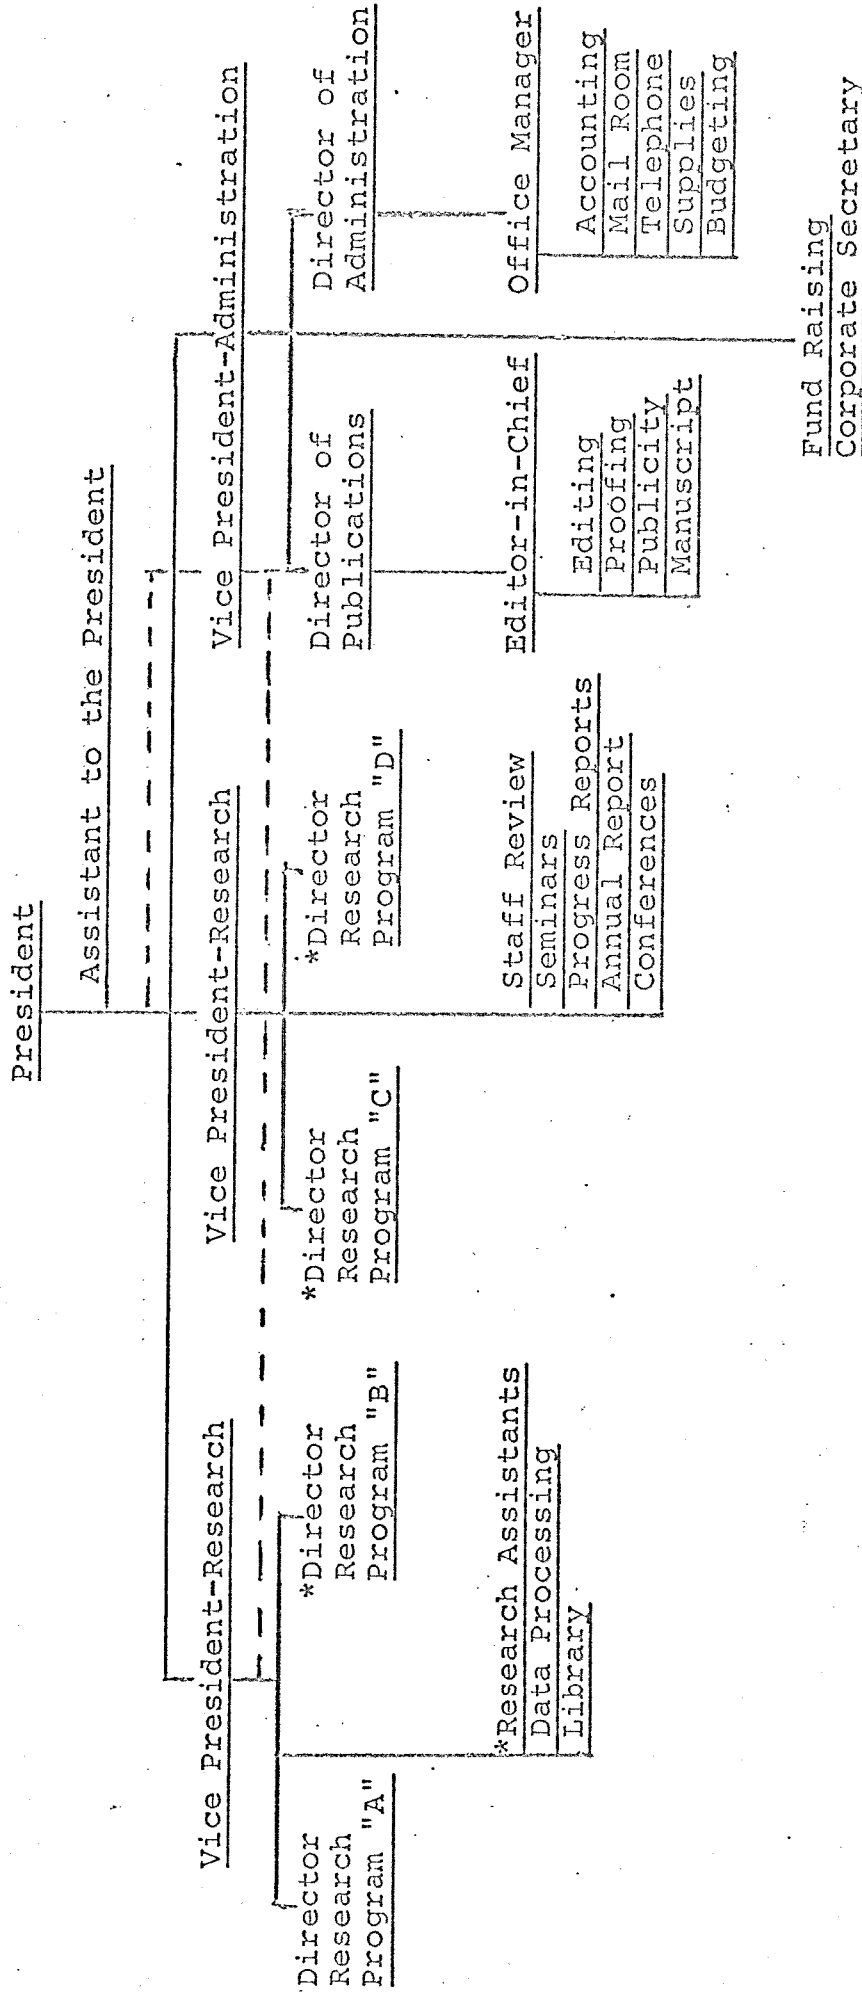 President
Assistant to the President
Vice President-Research
Vice President-Research
Vice President-Administration
*Director
Research
Program "A"
*Director
Research
Program "B"
*Director
Research
Program "C"
*Director
Research
Program "D"
Director of
Publications
Director of
Administration
*Research Assistants
Data Processing
Library
Staff Review
Seminars
Progress Reports
Annual Report
Conferences
Editor-in-Chief
Editing
Proofing
Publicity
Manuscript
Office Manager
Accounting
Mail Room
Telephone
Supplies
Budgeting
Fund Raising
Corporate Secretary